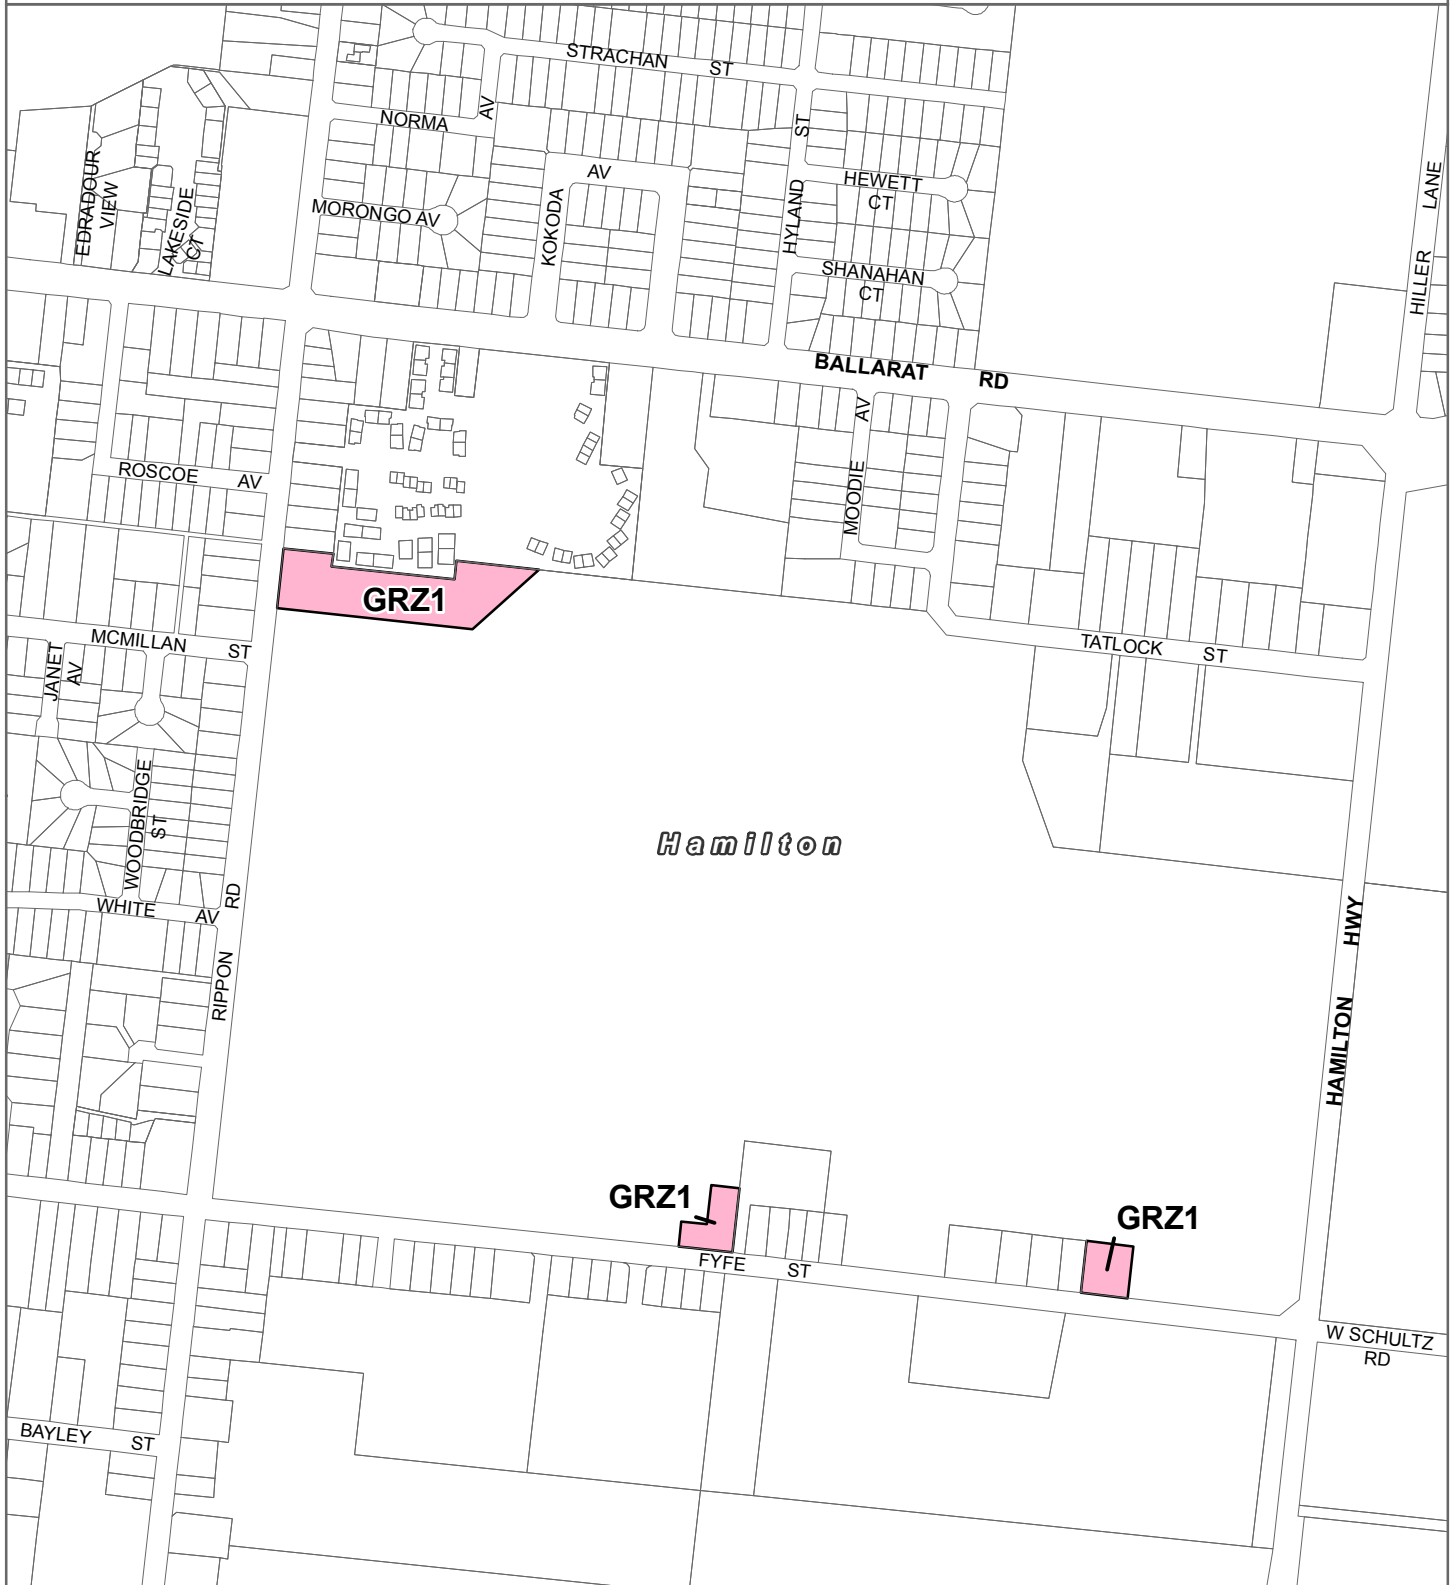 STRACHAN ST
NORMA AV
EDRADOUR
VIEW
LAKESIDE
CT
MORONGO AV
KOKODA AV
HYLAND ST
HEWETT
CT
SHANAHAN
CT
HILLER LANE
BALLARAT RD
ROSCOE AV
MOODIE AV
GRZ1
MCMILLAN ST
JANET
AV
TATLOCK ST
WOODBRIDGE
ST
Hamilton
WHITE AV
RIPPON RD
HAMILTON HWY
GRZ1
GRZ1
FYFE ST
W SCHULTZ
RD
BAYLEY ST